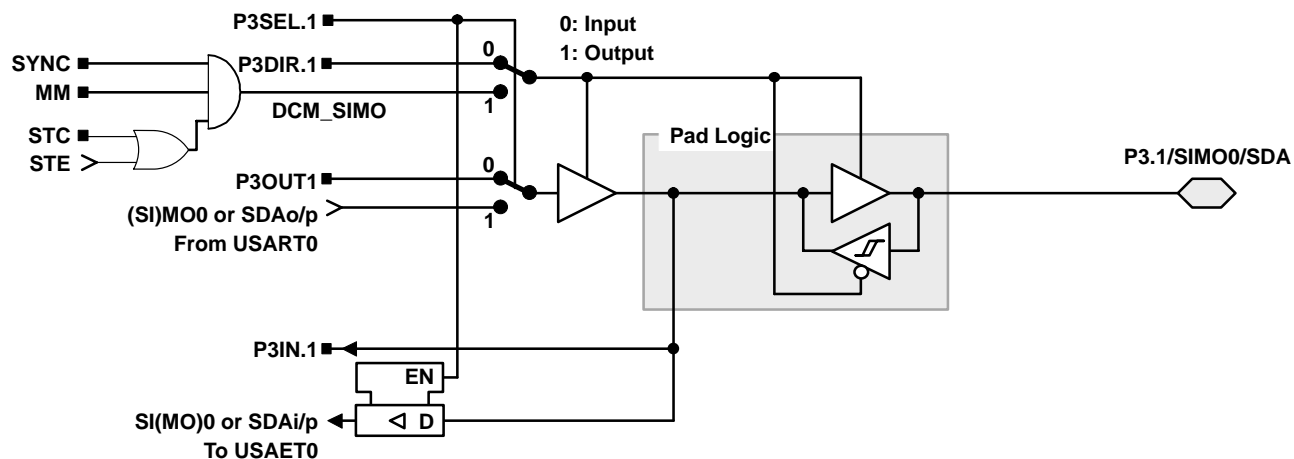 P3SEL.1
0: Input
1: Output
0
SYNC
P3DIR.1
MM
1
DCM_SIMO
STC
STE
Pad Logic
P3.1/SIMO0/SDA
0
P3OUT1
(SI)MO0 or SDAo/p
1
From USART0
P3IN.1
EN
SI(MO)0 or SDAi/p
D
To USAET0